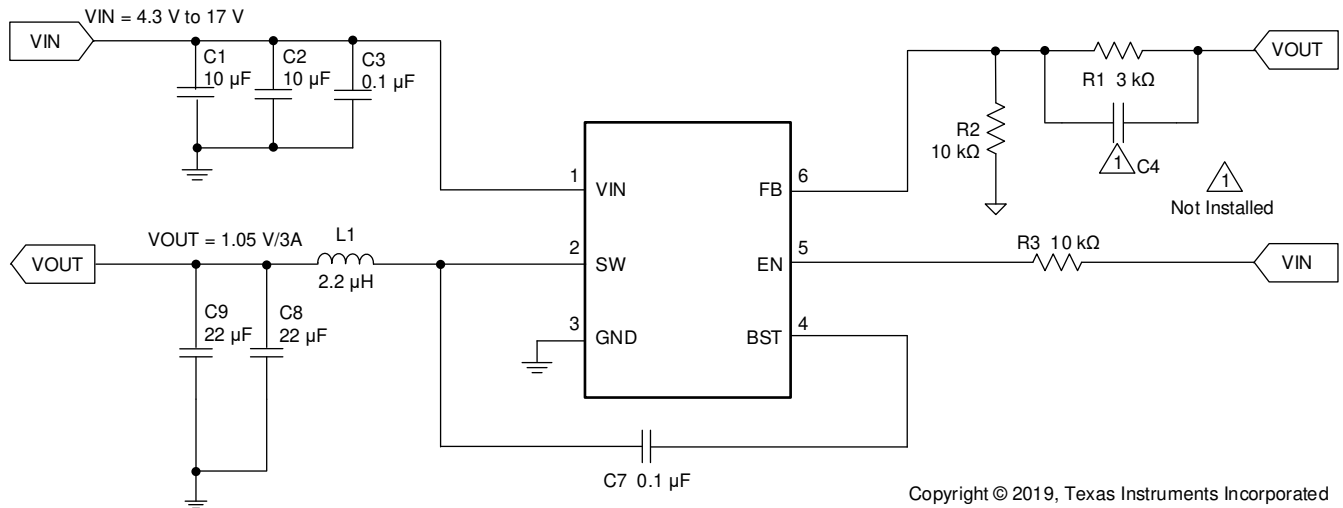 VIN = 4.3 V to 17 V
VIN
C1
10 µF
C2
10 µF
C3
0.1 µF
VOUT
R1 3 kΩ
R2
10 kΩ
1
C4
1
Not Installed
1
VIN
FB
6
VOUT = 1.05 V/3A
L1
VOUT
2.2 µH
2
SW
EN
5
R3 10 kΩ
VIN
C9
22 µF
C8
22 µF
3
GND
BST
4
C7 0.1 µF
Copyright © 2019, Texas Instruments Incorporated